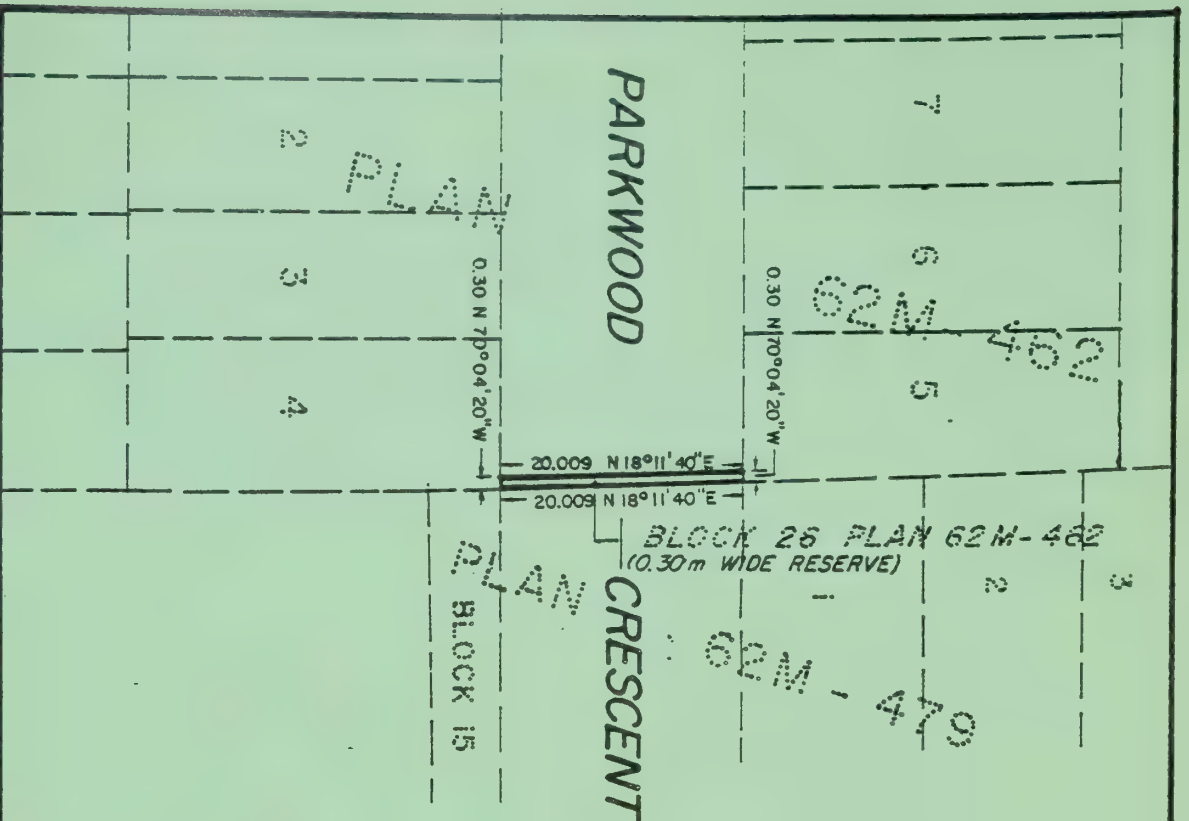 PARKWOOD
7
2
PLAN
6
62M-462
3
5
4
0.30 N 70°04'20"W
0.30 N 70°04'20"W
20.009 N 18°11'40"E
20.009 N 18°11'40"E
BLOCK 26 PLAN 62M-462
(0.30m WIDE RESERVE)
PLAN 62M-479
BLOCK 15
CRESCENT
1
2
3